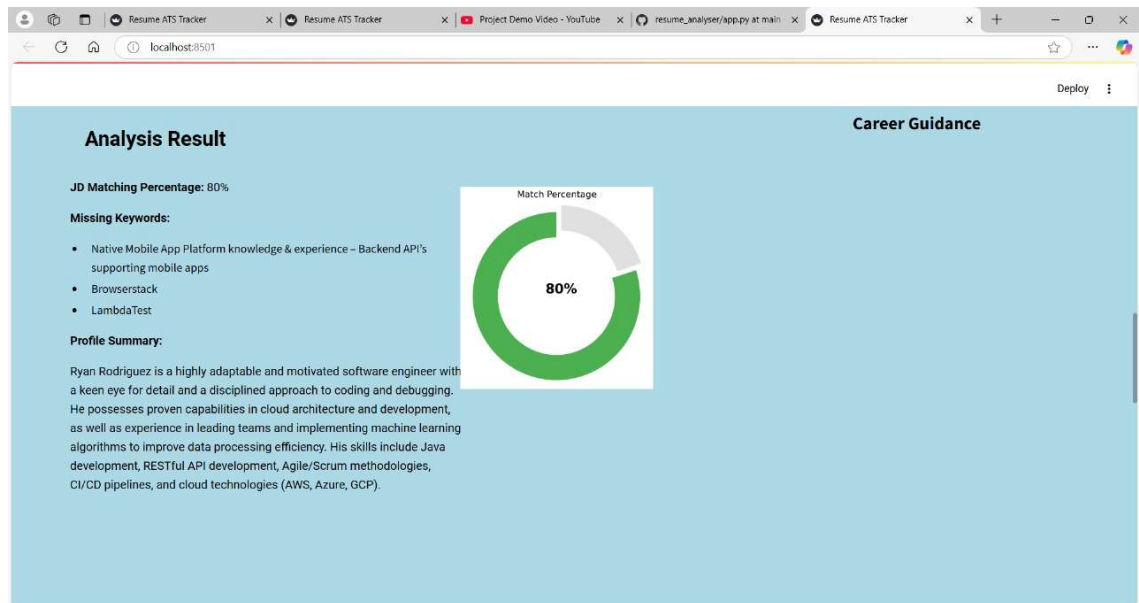 Resume ATS Tracker
Resume ATS Tracker
Project Demo Video - YouTube
resume_analyser/app.py at main
Resume ATS Tracker
localhost:8501
Deploy
Analysis Result
JD Matching Percentage: 80%
Missing Keywords:
• Native Mobile App Platform knowledge & experience – Backend API's
supporting mobile apps
• Browserstack
• LambdaTest
Profile Summary:
Ryan Rodriguez is a highly adaptable and motivated software engineer with
a keen eye for detail and a disciplined approach to coding and debugging.
He possesses proven capabilities in cloud architecture and development,
as well as experience in leading teams and implementing machine learning
algorithms to improve data processing efficiency. His skills include Java
development, RESTful API development, Agile/Scrum methodologies,
CI/CD pipelines, and cloud technologies (AWS, Azure, GCP).
Match Percentage
80%
Career Guidance